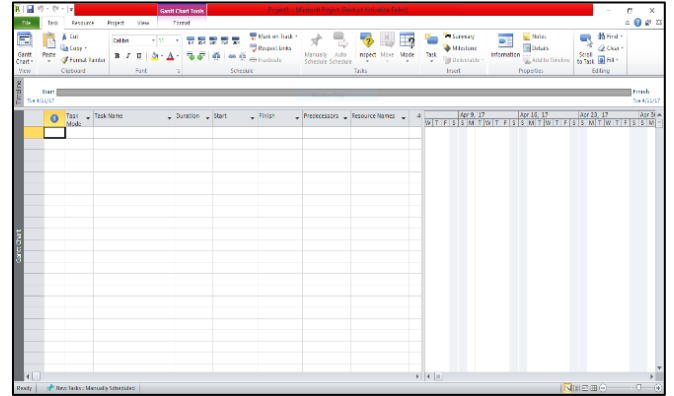 Gantt Chart Tools
Project1 - Microsoft Project (Product Activation Failed)
File Task Resource Project View Format
Gantt Chart
View
Paste
Cut
Copy
Format Painter
Clipboard
Calibri 11
B I U A
Font
Mark on Track
Respect Links
Inactivate
Schedule
Manually Schedule
Auto Schedule
Inspect Move Mode
Tasks
Task
Summary
Milestone
Deliverable
Insert
Information
Notes
Details
Add to Timeline
Properties
Scroll to Task
Find
Clear
Fill
Editing
Timeline
Start
Tue 4/11/17
Finish
Tue 4/11/17
Task Mode Task Name Duration Start Finish Predecessors Resource Names
Apr 9, 17 Apr 16, 17 Apr 23, 17 Apr
W T F S S M T W T F S S M T W T F S S M T W T F S S M
Gantt Chart
Ready New Tasks : Manually Scheduled